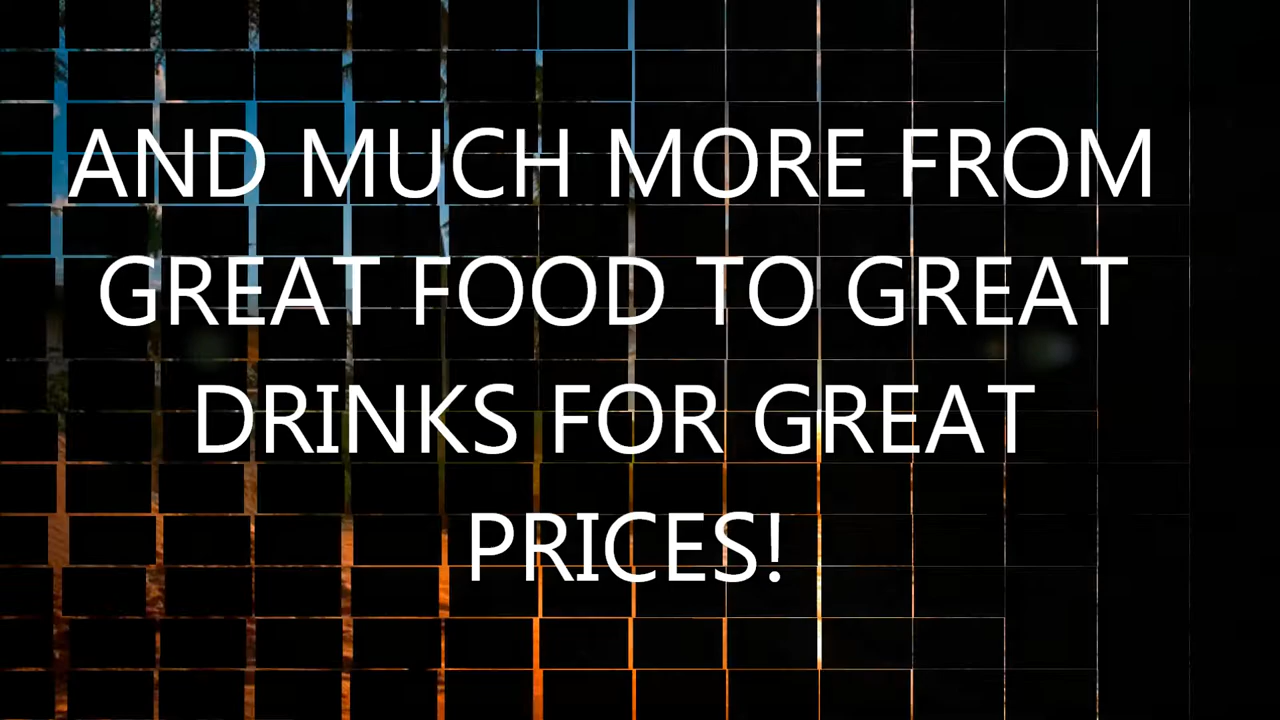 AND MUCH MORE FROM
GREAT FOOD TO GREAT
DRINKS FOR GREAT
PRICES!